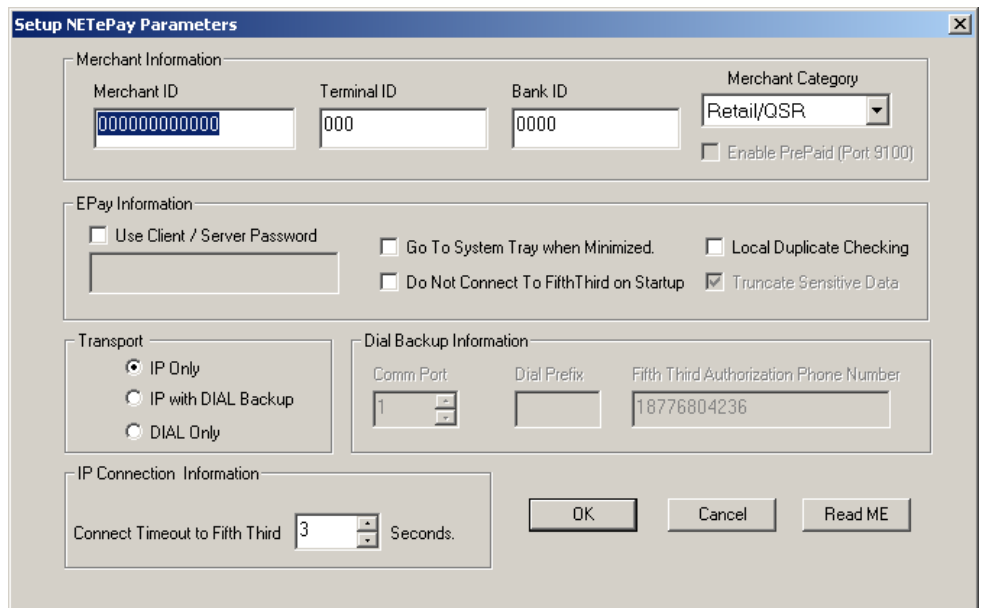 Setup NETePay Parameters
Merchant Information
Merchant ID
Terminal ID
Bank ID
Merchant Category
000000000000
000
0000
Retail/QSR
Enable PrePaid (Port 9100)
EPay Information
Use Client / Server Password
Go To System Tray when Minimized.
Local Duplicate Checking
Do Not Connect To FifthThird on Startup
Truncate Sensitive Data
Transport
IP Only
IP with DIAL Backup
DIAL Only
Dial Backup Information
Comm Port
Dial Prefix
Fifth Third Authorization Phone Number
1
18776804236
IP Connection Information
Connect Timeout to Fifth Third
3
Seconds.
OK
Cancel
Read ME